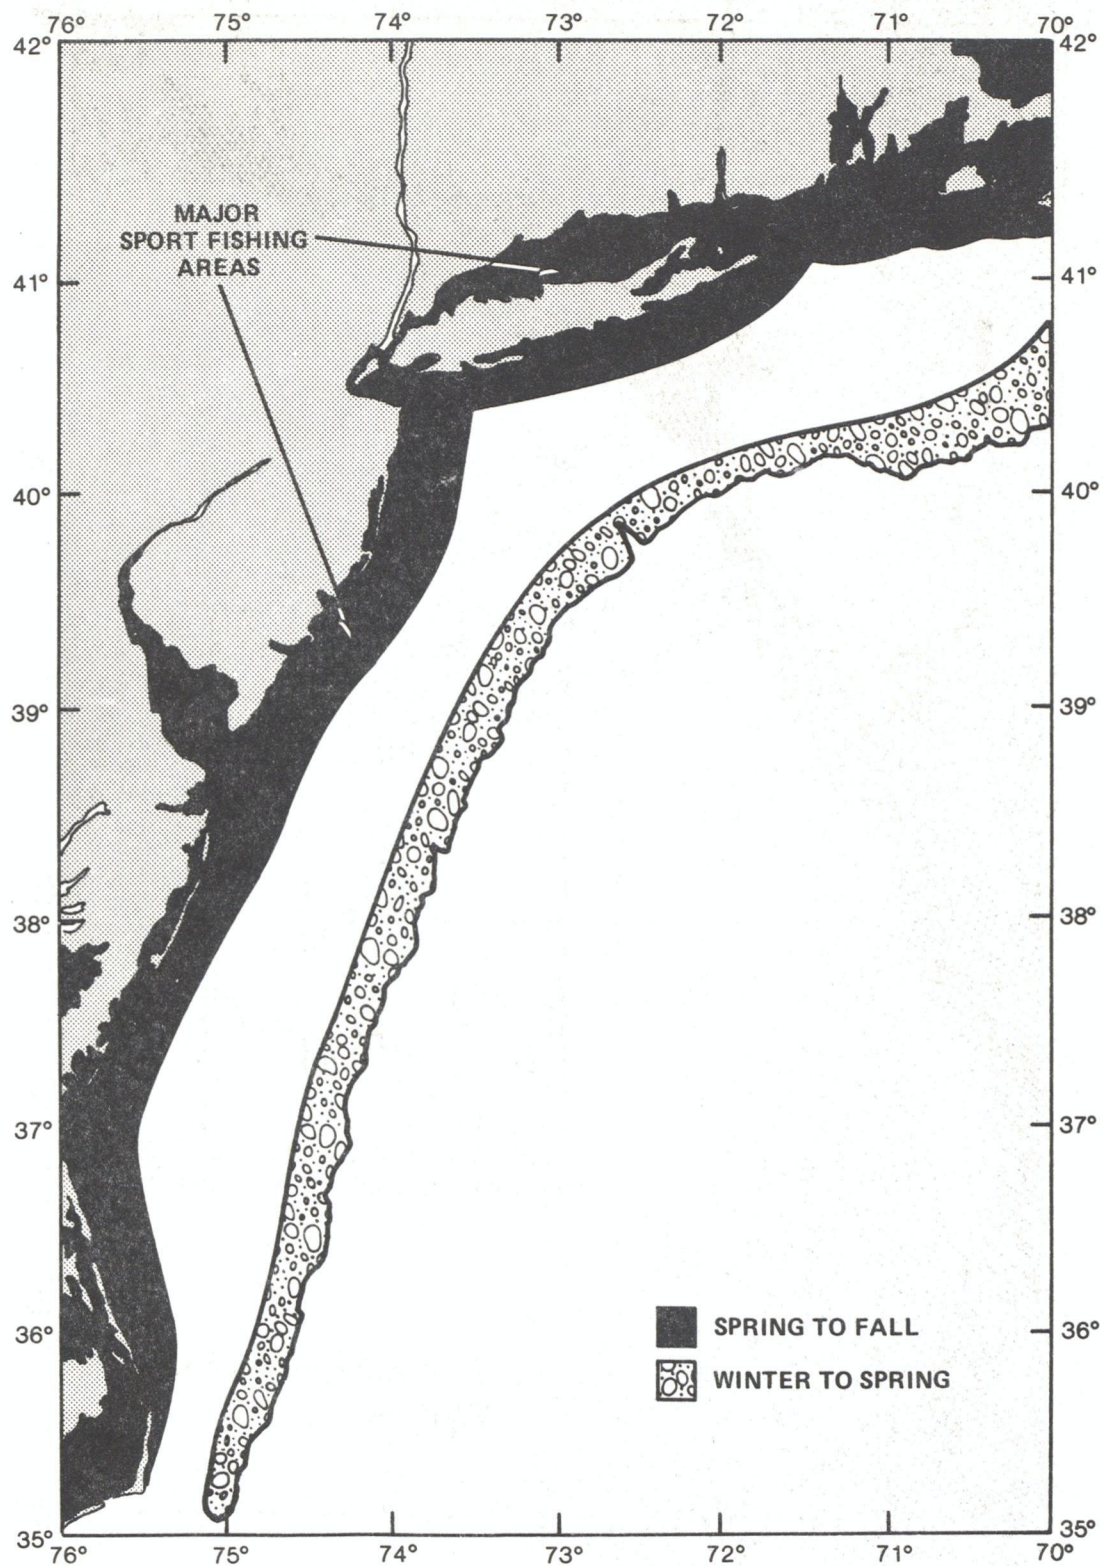 76° 75° 74° 73° 72° 71° 70°
42° 42°
MAJOR
SPORT FISHING
AREAS
41° 41°
40° 40°
39° 39°
38° 38°
37° 37°
36° 36°
SPRING TO FALL
WINTER TO SPRING
35° 35°
76° 75° 74° 73° 72° 71° 70°